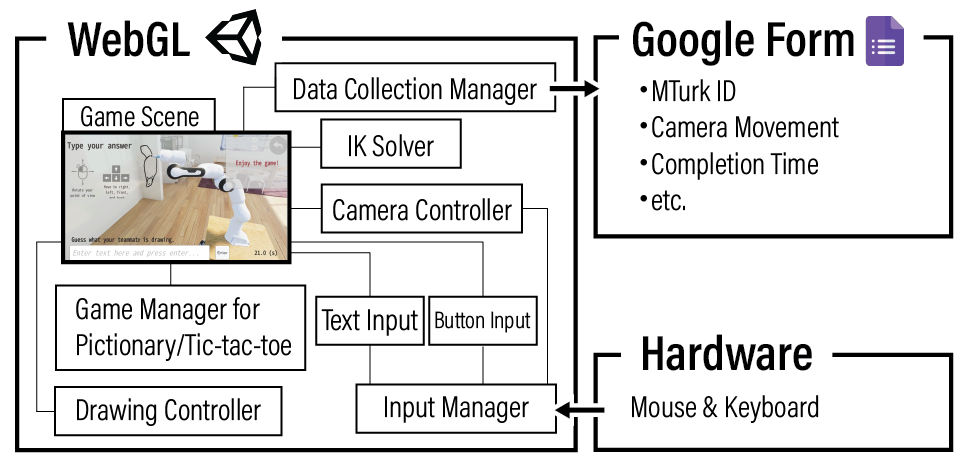 WebGL
Data Collection Manager
Game Scene
Type your answer
Enjoy the game!
Rotate your
point of view
Move to right,
left, front,
and back
Guess what your teammate is drawing.
Enter text here and press enter...
Enter
21.0 (s)
IK Solver
Camera Controller
Game Manager for
Pictionary/Tic-tac-toe
Text Input
Button Input
Drawing Controller
Input Manager
Google Form
•MTurk ID
•Camera Movement
•Completion Time
•etc.
Hardware
Mouse & Keyboard